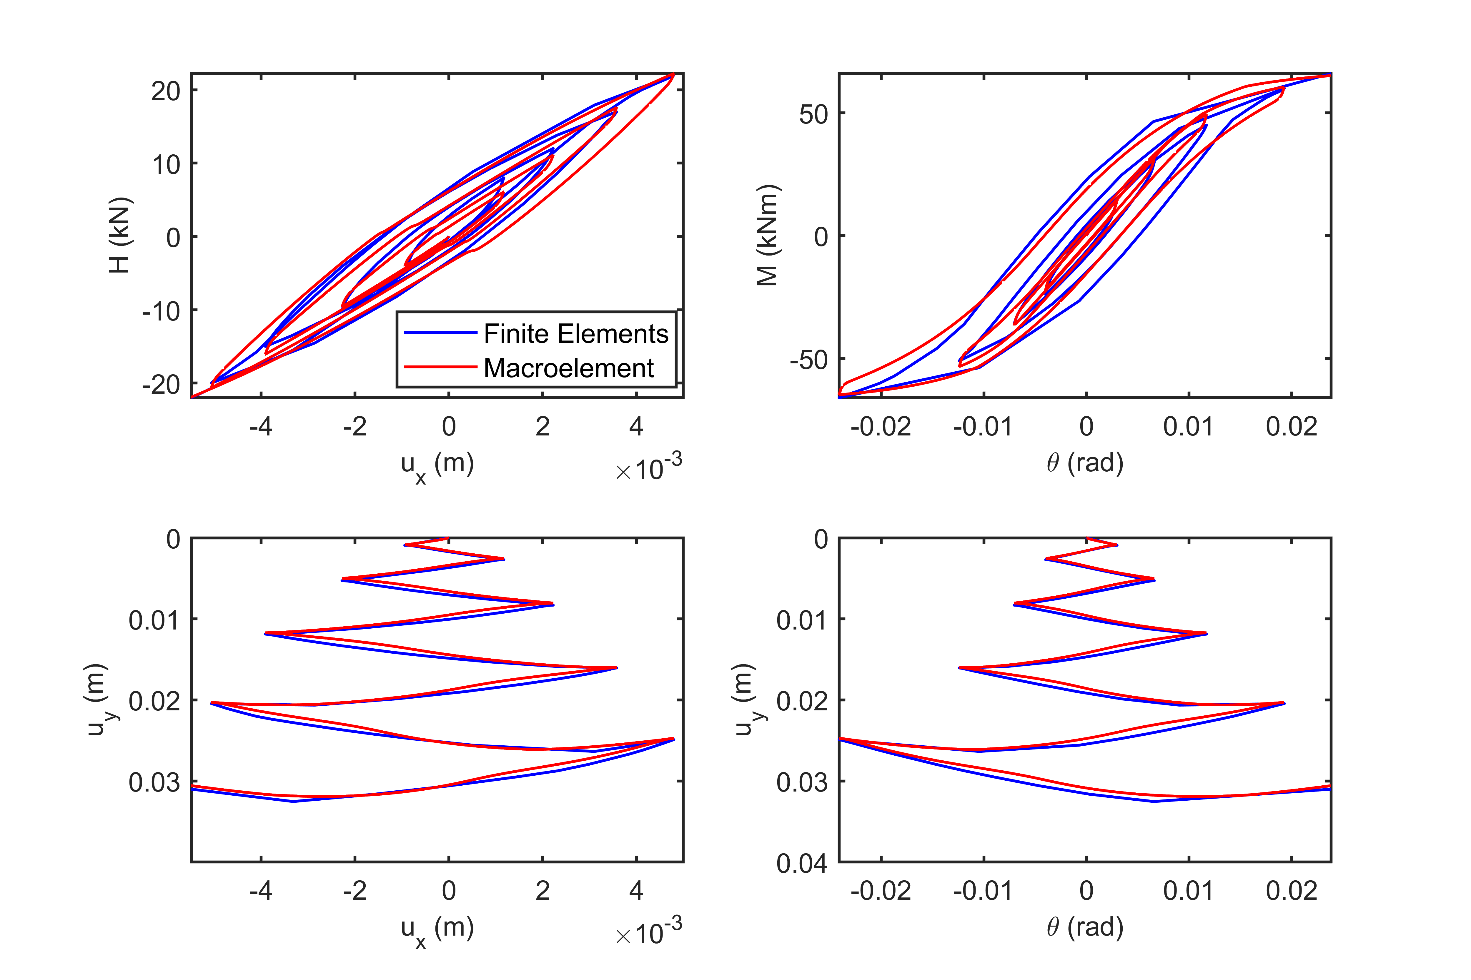 20
10
0
-10
-20
H (kN)
Finite Elements
Macroelement
-4 -2 0 2 4
u_x (m)
×10^-3
50
0
-50
M (kNm)
-0.02 -0.01 0 0.01 0.02
θ (rad)
0
0.01
0.02
0.03
u_y (m)
-4 -2 0 2 4
u_x (m)
×10^-3
0
0.01
0.02
0.03
0.04
u_y (m)
-0.02 -0.01 0 0.01 0.02
θ (rad)